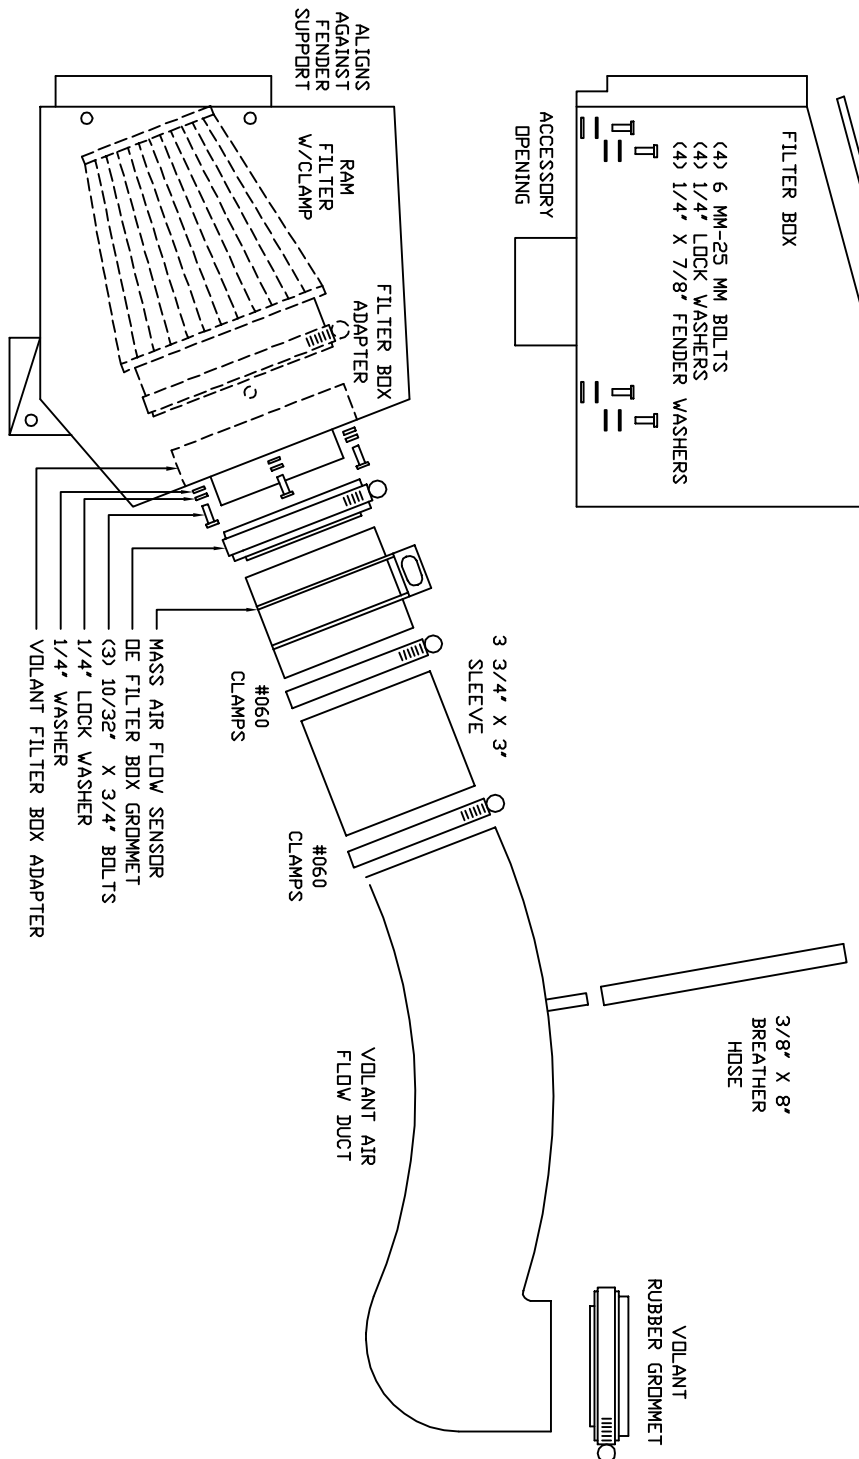 ALIGNS
AGAINST
FENDER
SUPPORT
RAM
FILTER
W/CLAMP
FILTER BOX
ADAPTER
ACCESSORY
OPENING
FILTER BOX
(4) 6 MM-25 MM BOLTS
(4) 1/4" LOCK WASHERS
(4) 1/4" X 7/8" FENDER WASHERS
MASS AIR FLOW SENSOR
OE FILTER BOX GROMMET
(3) 10/32" X 3/4" BOLTS
1/4" LOCK WASHER
1/4" WASHER
VOLANT FILTER BOX ADAPTER
#060
CLAMPS
3 3/4" X 3"
SLEEVE
#060
CLAMPS
VOLANT AIR
FLOW DUCT
3/8" X 8"
BREATHER
HOSE
VOLANT
RUBBER GROMMET